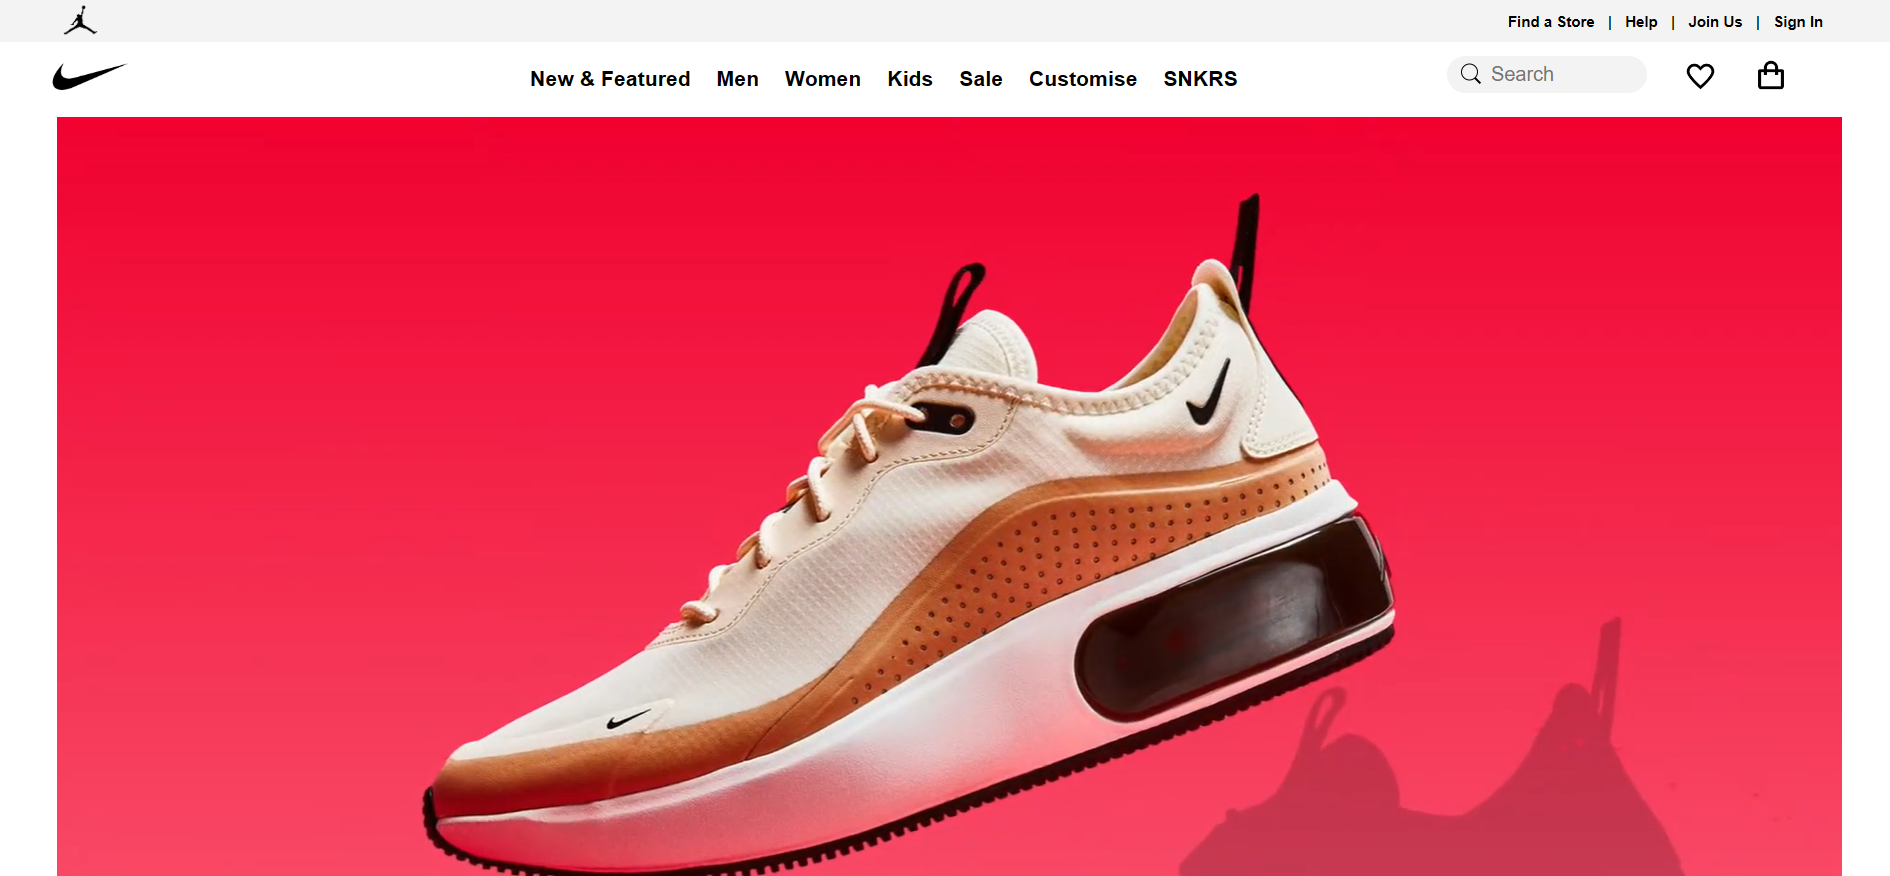 Find a Store | Help | Join Us | Sign In
New & Featured Men Women Kids Sale Customise SNKRS
Search